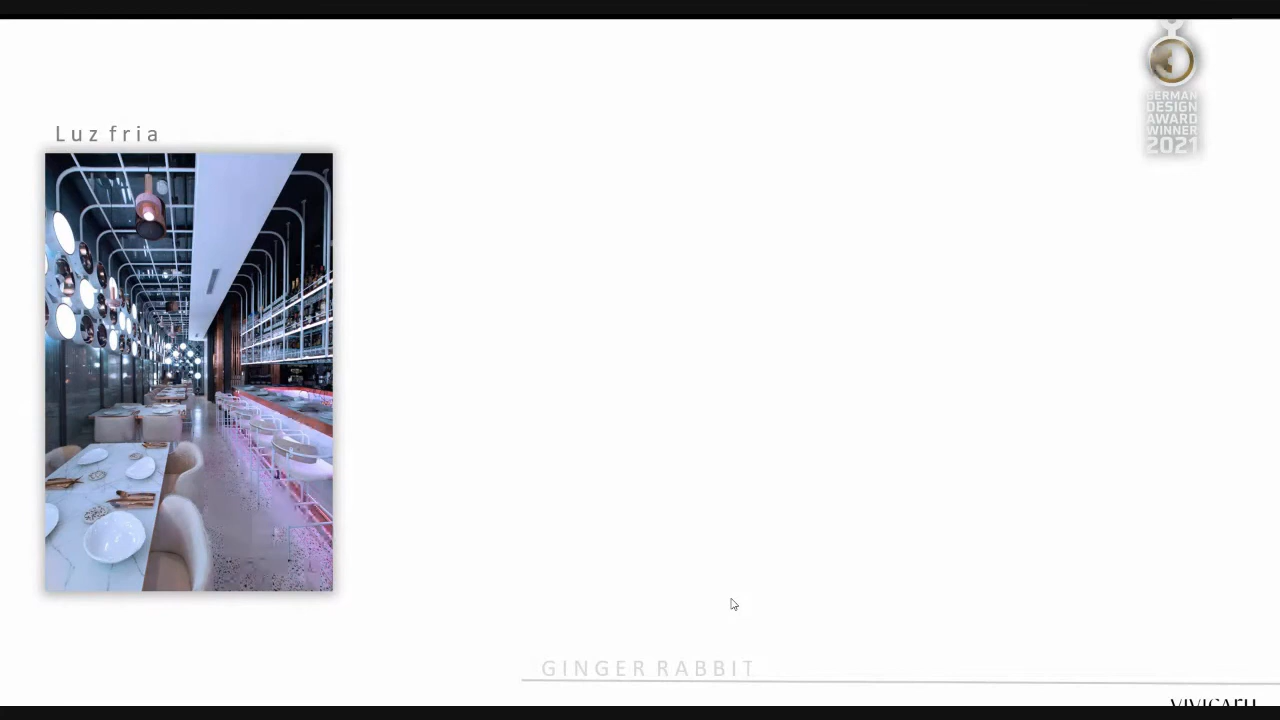 Luz fria
GERMAN
DESIGN
AWARD
WINNER
2021
GINGER RABBIT